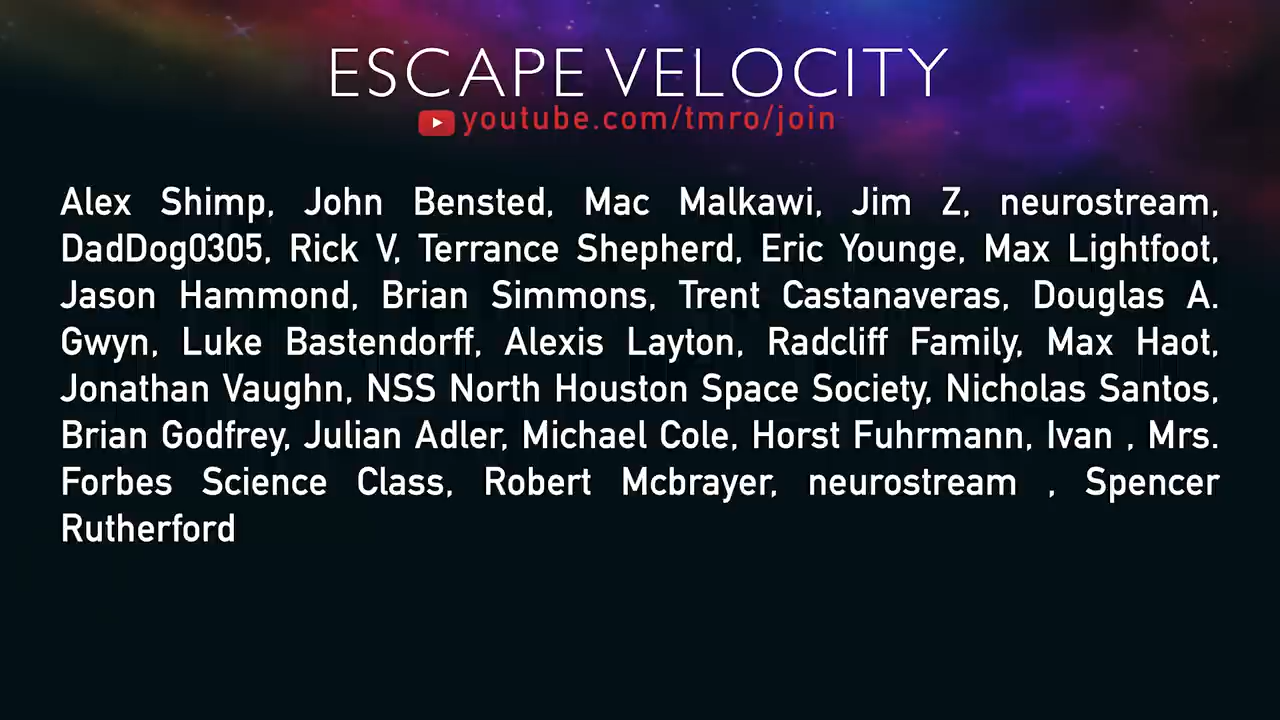 ESCAPE VELOCITY
youtube.com/tmro/join
Alex Shimp, John Bensted, Mac Malkawi, Jim Z, neurostream,
DadDog0305, Rick V, Terrance Shepherd, Eric Younge, Max Lightfoot,
Jason Hammond, Brian Simmons, Trent Castanaveras, Douglas A.
Gwyn, Luke Bastendorff, Alexis Layton, Radcliff Family, Max Haot,
Jonathan Vaughn, NSS North Houston Space Society, Nicholas Santos,
Brian Godfrey, Julian Adler, Michael Cole, Horst Fuhrmann, Ivan , Mrs.
Forbes Science Class, Robert Mcbrayer, neurostream , Spencer
Rutherford